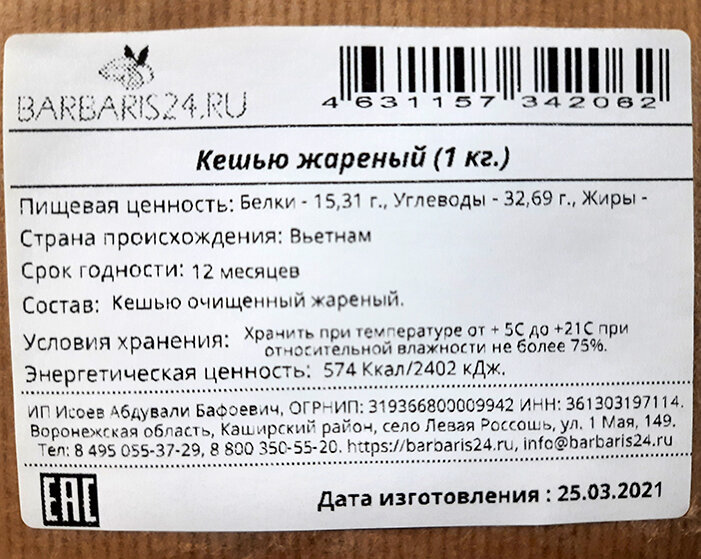 BARBARIS24.RU
4 631157 342062
Кешью жареный (1 кг.)
Пищевая ценность: Белки - 15,31 г., Углеводы - 32,69 г., Жиры -
Страна происхождения: Вьетнам
Срок годности: 12 месяцев
Состав: Кешью очищенный жареный.
Условия хранения: Хранить при температуре от + 5С до +21С при
относительной влажности не более 75%.
Энергетическая ценность: 574 Ккал/2402 кДж.
ИП Исоев Абдували Бафоевич, ОГРНИП: 319366800009942 ИНН: 361303197114.
Воронежская область, Каширский район, село Левая Россошь, ул. 1 Мая, 149.
Тел: 8 495 055-37-29, 8 800 350-55-20. https://barbaris24.ru, info@barbaris24.ru
EAC
Дата изготовления : 25.03.2021